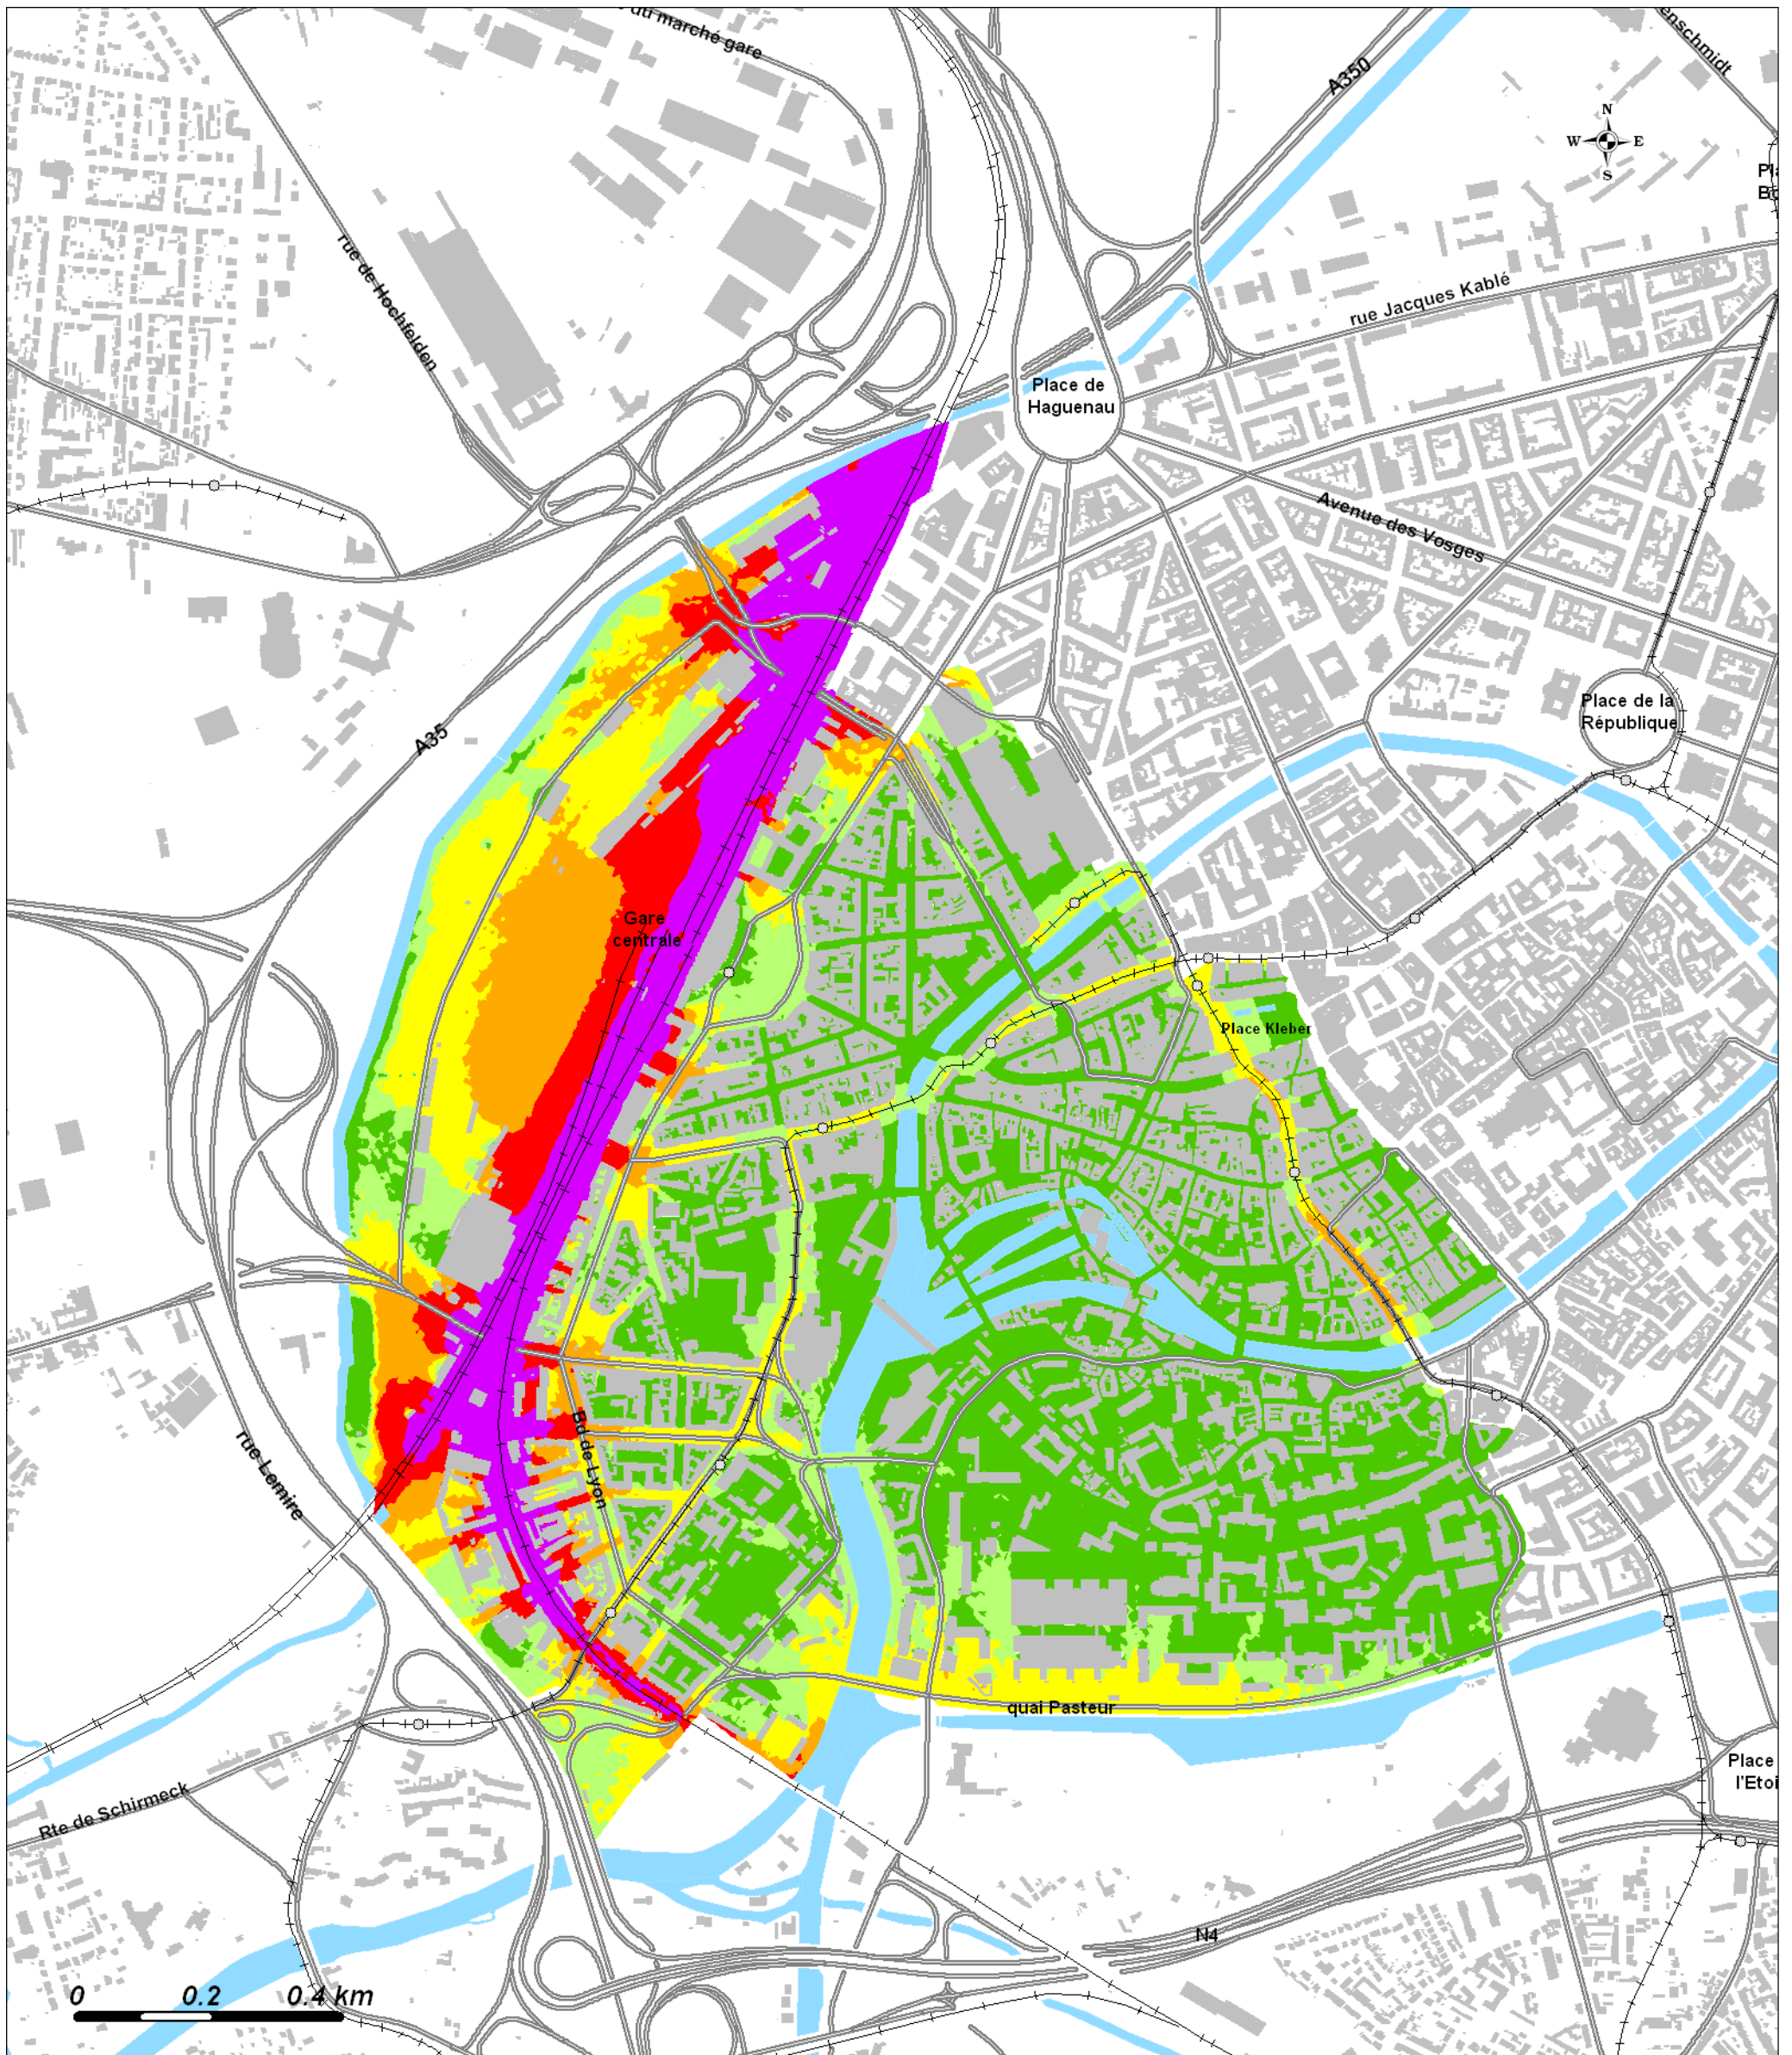 du marché gare
enschmidt
A350
N
W
E
S
Pla
rue de Hochfelden
rue Jacques Kablé
Place de
Haguenau
Avenue des Vosges
Place de la
République
A35
Gare
centrale
Place Kleber
Bd de Lyon
rue Lemire
quai Pasteur
Place
l'Etoi
Rte de Schirmeck
N4
0
0.2
0.4 km